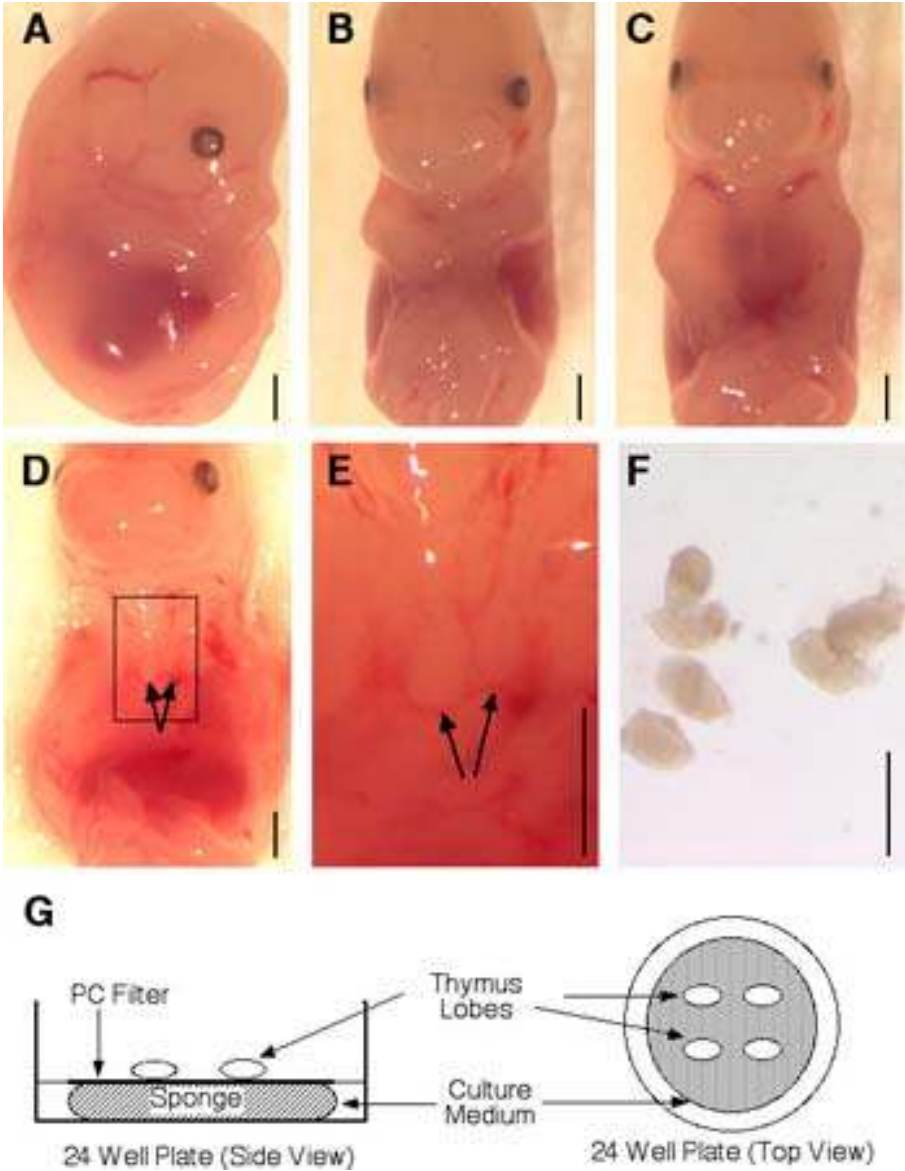 A
B
C
D
E
F
G
PC Filter
Thymus
Lobes
Sponge
Culture
Medium
24 Well Plate (Side View)
24 Well Plate (Top View)